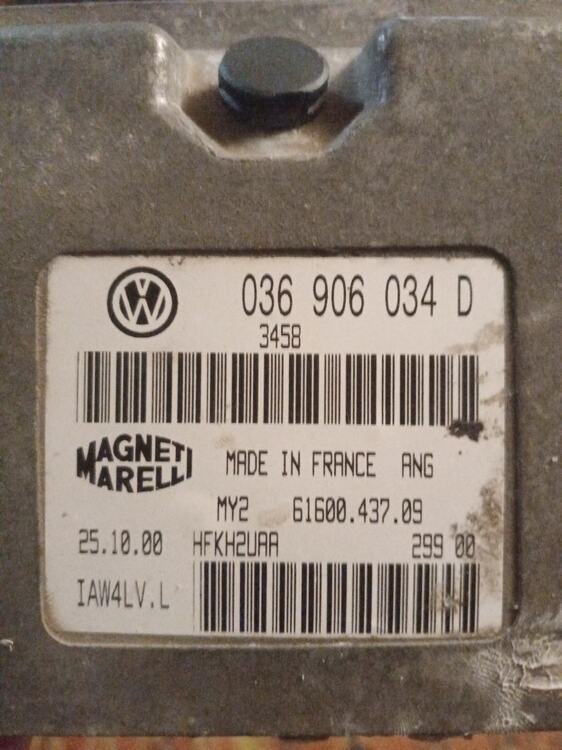 036 906 034 D
3458
MAGNETI MARELLI
MADE IN FRANCE ANG
MY2 61600.437.09
25.10.00 HFKH2UAA 299 00
IAW4LV.L